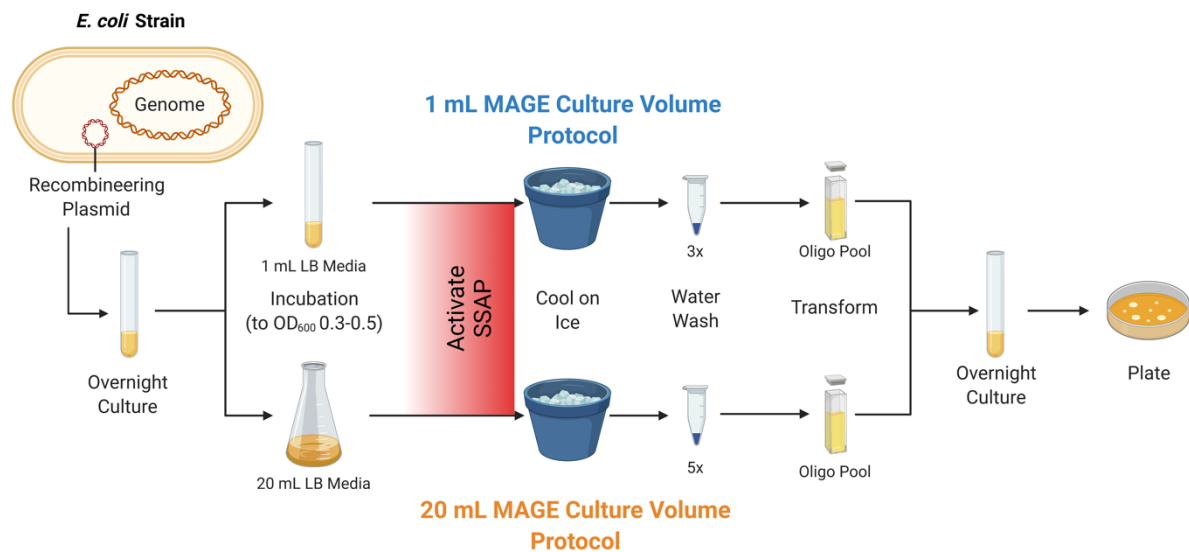 E. coli Strain
Genome
Recombineering
Plasmid
Overnight
Culture
1 mL LB Media
Incubation
(to OD₆₀₀ 0.3-0.5)
20 mL LB Media
Activate
SSAP
1 mL MAGE Culture Volume
Protocol
Cool on
Ice
3x
Water
Wash
5x
Oligo Pool
Transform
Oligo Pool
20 mL MAGE Culture Volume
Protocol
Overnight
Culture
Plate